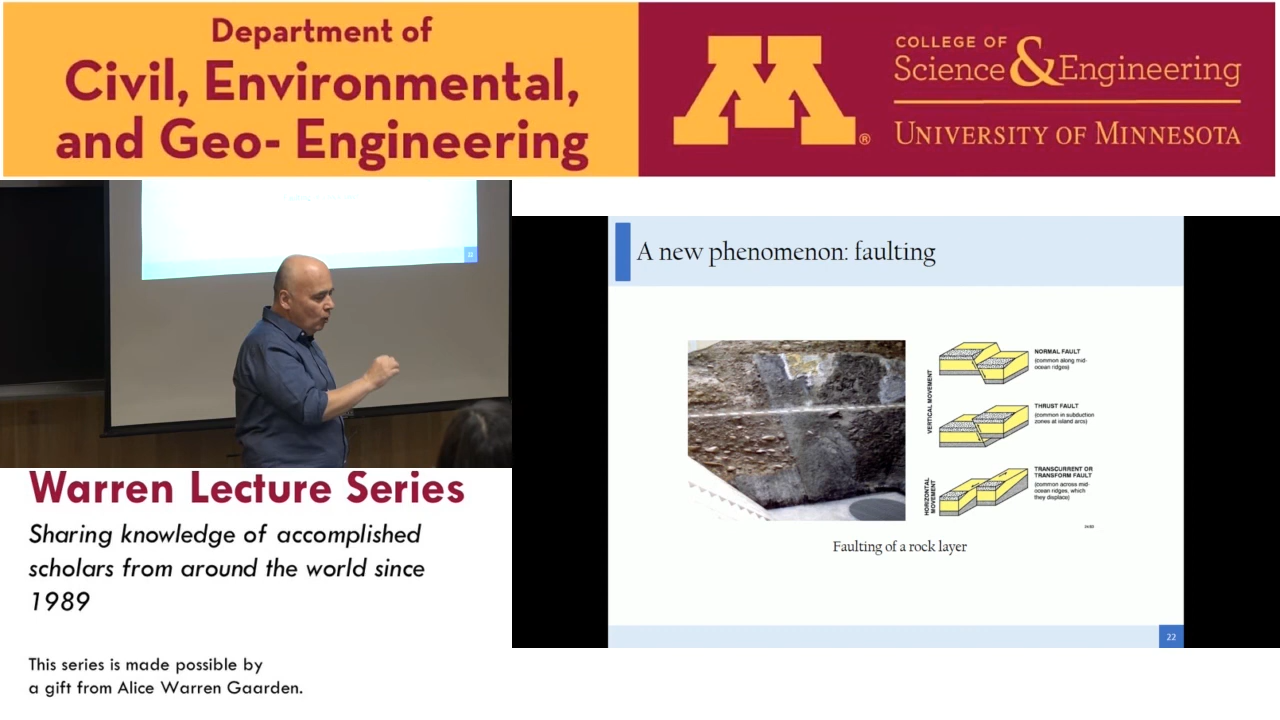 Department of
Civil, Environmental,
and Geo- Engineering
M®
COLLEGE OF
Science & Engineering
UNIVERSITY OF MINNESOTA
22
Warren Lecture Series
Sharing knowledge of accomplished
scholars from around the world since
1989
This series is made possible by
a gift from Alice Warren Gaarden.
A new phenomenon: faulting
VERTICAL MOVEMENT
NORMAL FAULT
(common along mid-
ocean ridges)
THRUST FAULT
(common in subduction
zones at island arcs)
HORIZONTAL
MOVEMENT
TRANSCURRENT OR
TRANSFORM FAULT
(common across mid-
ocean ridges, which
they displace)
Faulting of a rock layer
22